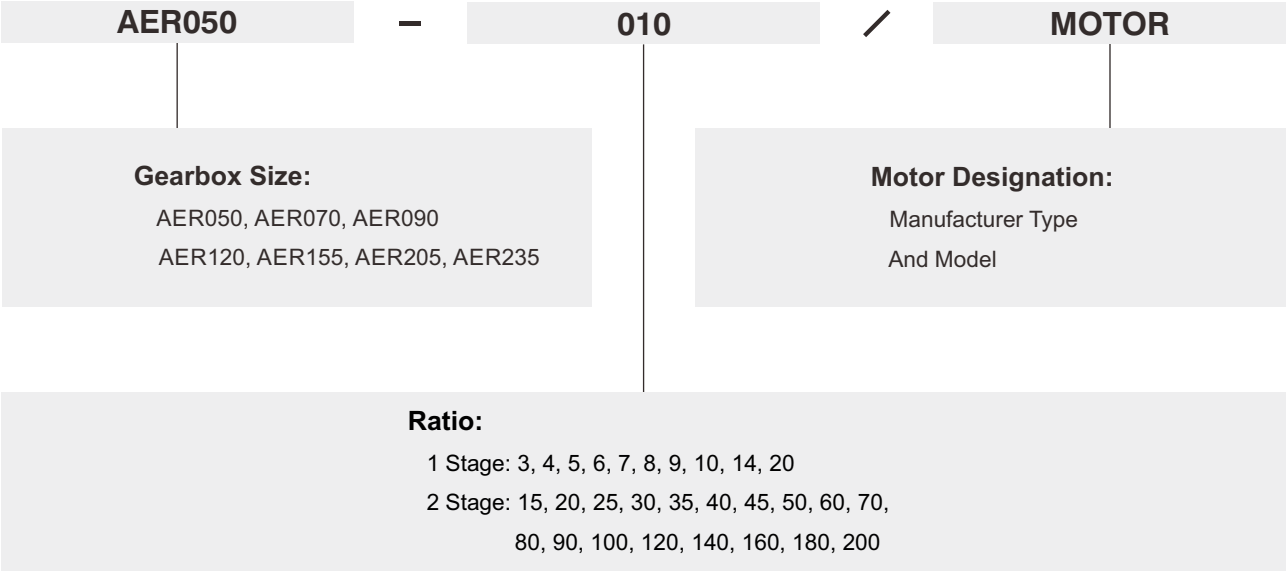 AER050 – 010 / MOTOR
Gearbox Size:
AER050, AER070, AER090
AER120, AER155, AER205, AER235
Motor Designation:
Manufacturer Type
And Model
Ratio:
1 Stage: 3, 4, 5, 6, 7, 8, 9, 10, 14, 20
2 Stage: 15, 20, 25, 30, 35, 40, 45, 50, 60, 70,
80, 90, 100, 120, 140, 160, 180, 200